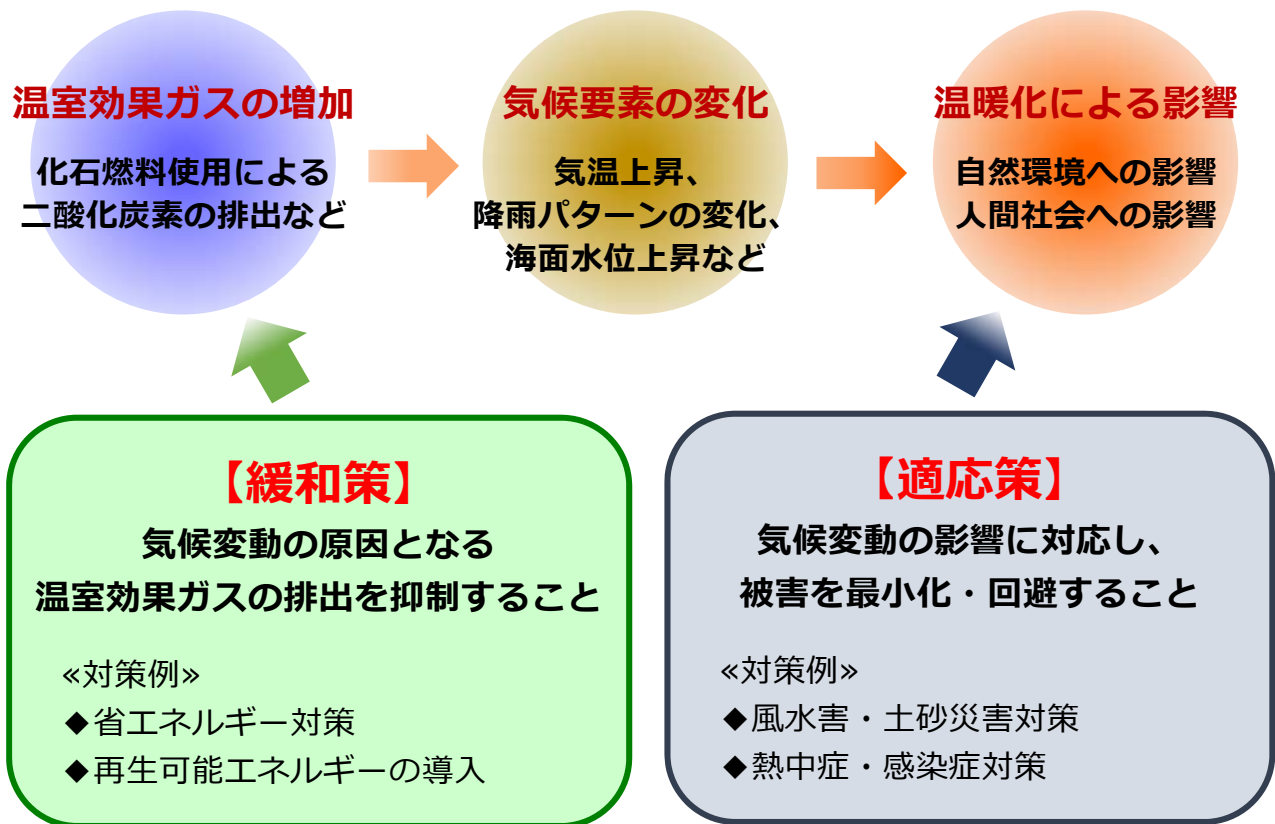 温室効果ガスの増加
化石燃料使用による
二酸化炭素の排出など
気候要素の変化
気温上昇、
降雨パターンの変化、
海面水位上昇など
温暖化による影響
自然環境への影響
人間社会への影響
【緩和策】
気候変動の原因となる
温室効果ガスの排出を抑制すること
≪対策例≫
◆省エネルギー対策
◆再生可能エネルギーの導入
【適応策】
気候変動の影響に対応し、
被害を最小化・回避すること
≪対策例≫
◆風水害・土砂災害対策
◆熱中症・感染症対策